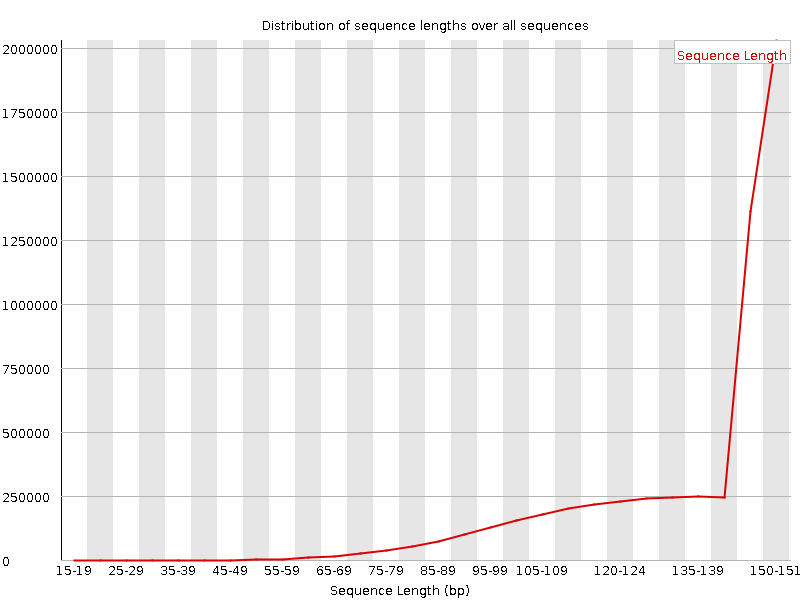 Distribution of sequence lengths over all sequences
Sequence Length
2000000
1750000
1500000
1250000
1000000
750000
500000
250000
0
15-19 25-29 35-39 45-49 55-59 65-69 75-79 85-89 95-99 105-109 120-124 135-139 150-151
Sequence Length (bp)